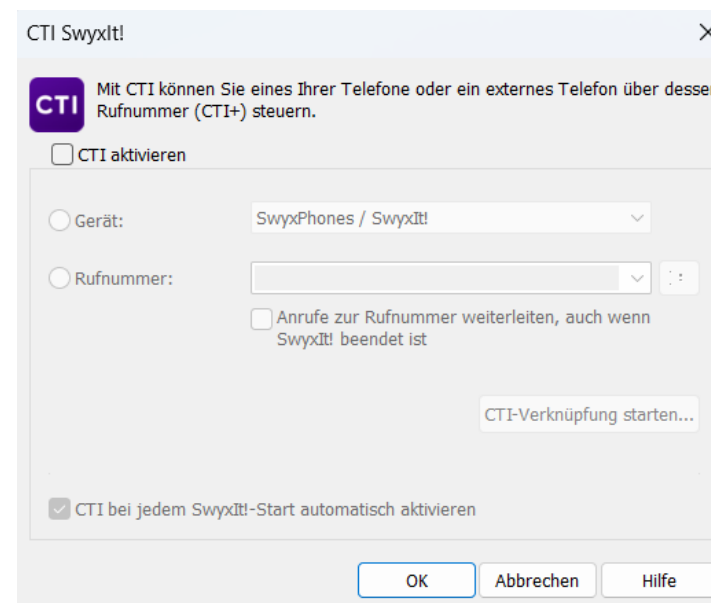 CTI SwyxIt!
CTI
Mit CTI können Sie eines Ihrer Telefone oder ein externes Telefon über desse
Rufnummer (CTI+) steuern.
CTI aktivieren
Gerät:
SwyxPhones / SwyxIt!
Rufnummer:
Anrufe zur Rufnummer weiterleiten, auch wenn
SwyxIt! beendet ist
CTI-Verknüpfung starten...
CTI bei jedem SwyxIt!-Start automatisch aktivieren
OK
Abbrechen
Hilfe